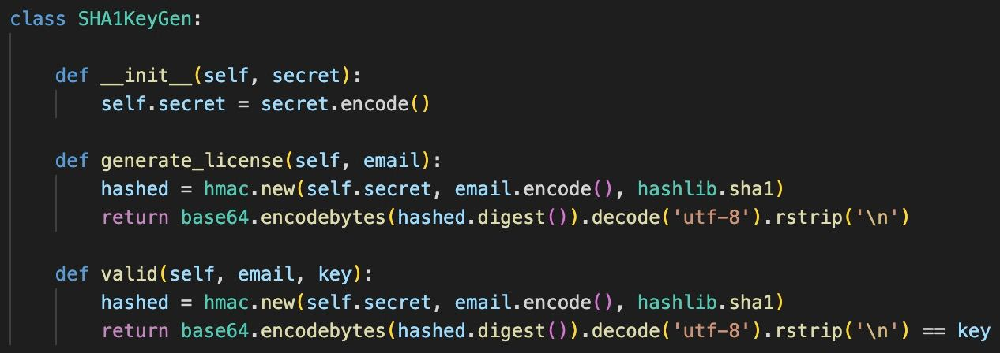 class SHA1KeyGen:
def __init__(self, secret):
self.secret = secret.encode()
def generate_license(self, email):
hashed = hmac.new(self.secret, email.encode(), hashlib.sha1)
return base64.encodebytes(hashed.digest()).decode('utf-8').rstrip('\n')
def valid(self, email, key):
hashed = hmac.new(self.secret, email.encode(), hashlib.sha1)
return base64.encodebytes(hashed.digest()).decode('utf-8').rstrip('\n') == key